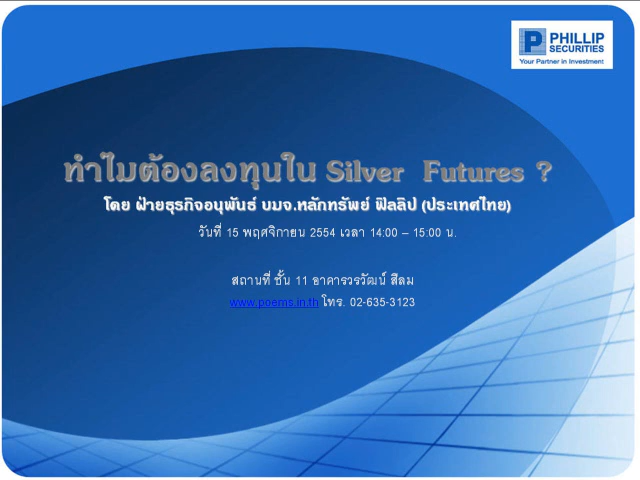 PHILLIP
SECURITIES
Your Partner in Investment
ทำไมต้องลงทุนใน Silver Futures ?
โดย ฝ่ายธุรกิจอนุพันธ์ บมจ.หลักทรัพย์ ฟิลลิป (ประเทศไทย)
วันที่ 15 พฤศจิกายน 2554 เวลา 14:00 – 15:00 น.
สถานที่ ชั้น 11 อาคารวรวัฒน์ สีลม
www.poems.in.th โทร. 02-635-3123